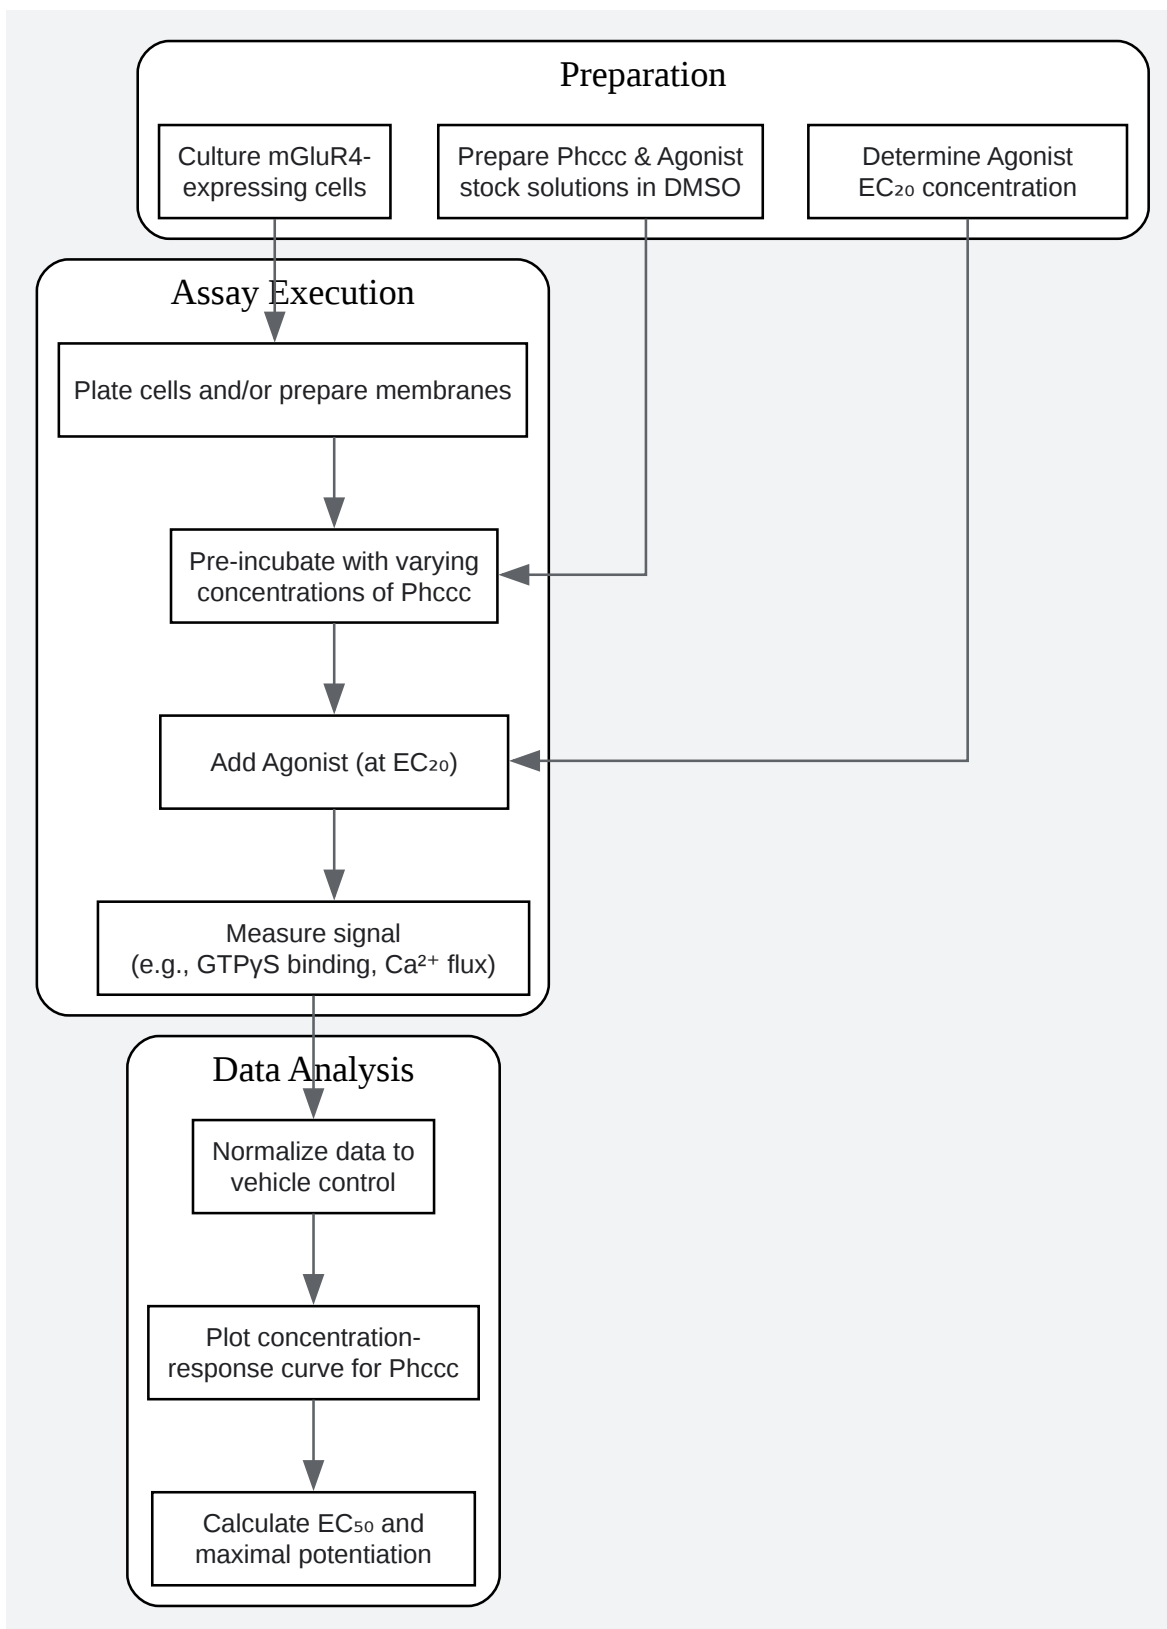 Preparation
Culture mGluR4-
expressing cells
Prepare Phccc & Agonist
stock solutions in DMSO
Determine Agonist
EC₂₀ concentration
Assay Execution
Plate cells and/or prepare membranes
Pre-incubate with varying
concentrations of Phccc
Add Agonist (at EC₂₀)
Measure signal
(e.g., GTPγS binding, Ca²⁺ flux)
Data Analysis
Normalize data to
vehicle control
Plot concentration-
response curve for Phccc
Calculate EC₅₀ and
maximal potentiation